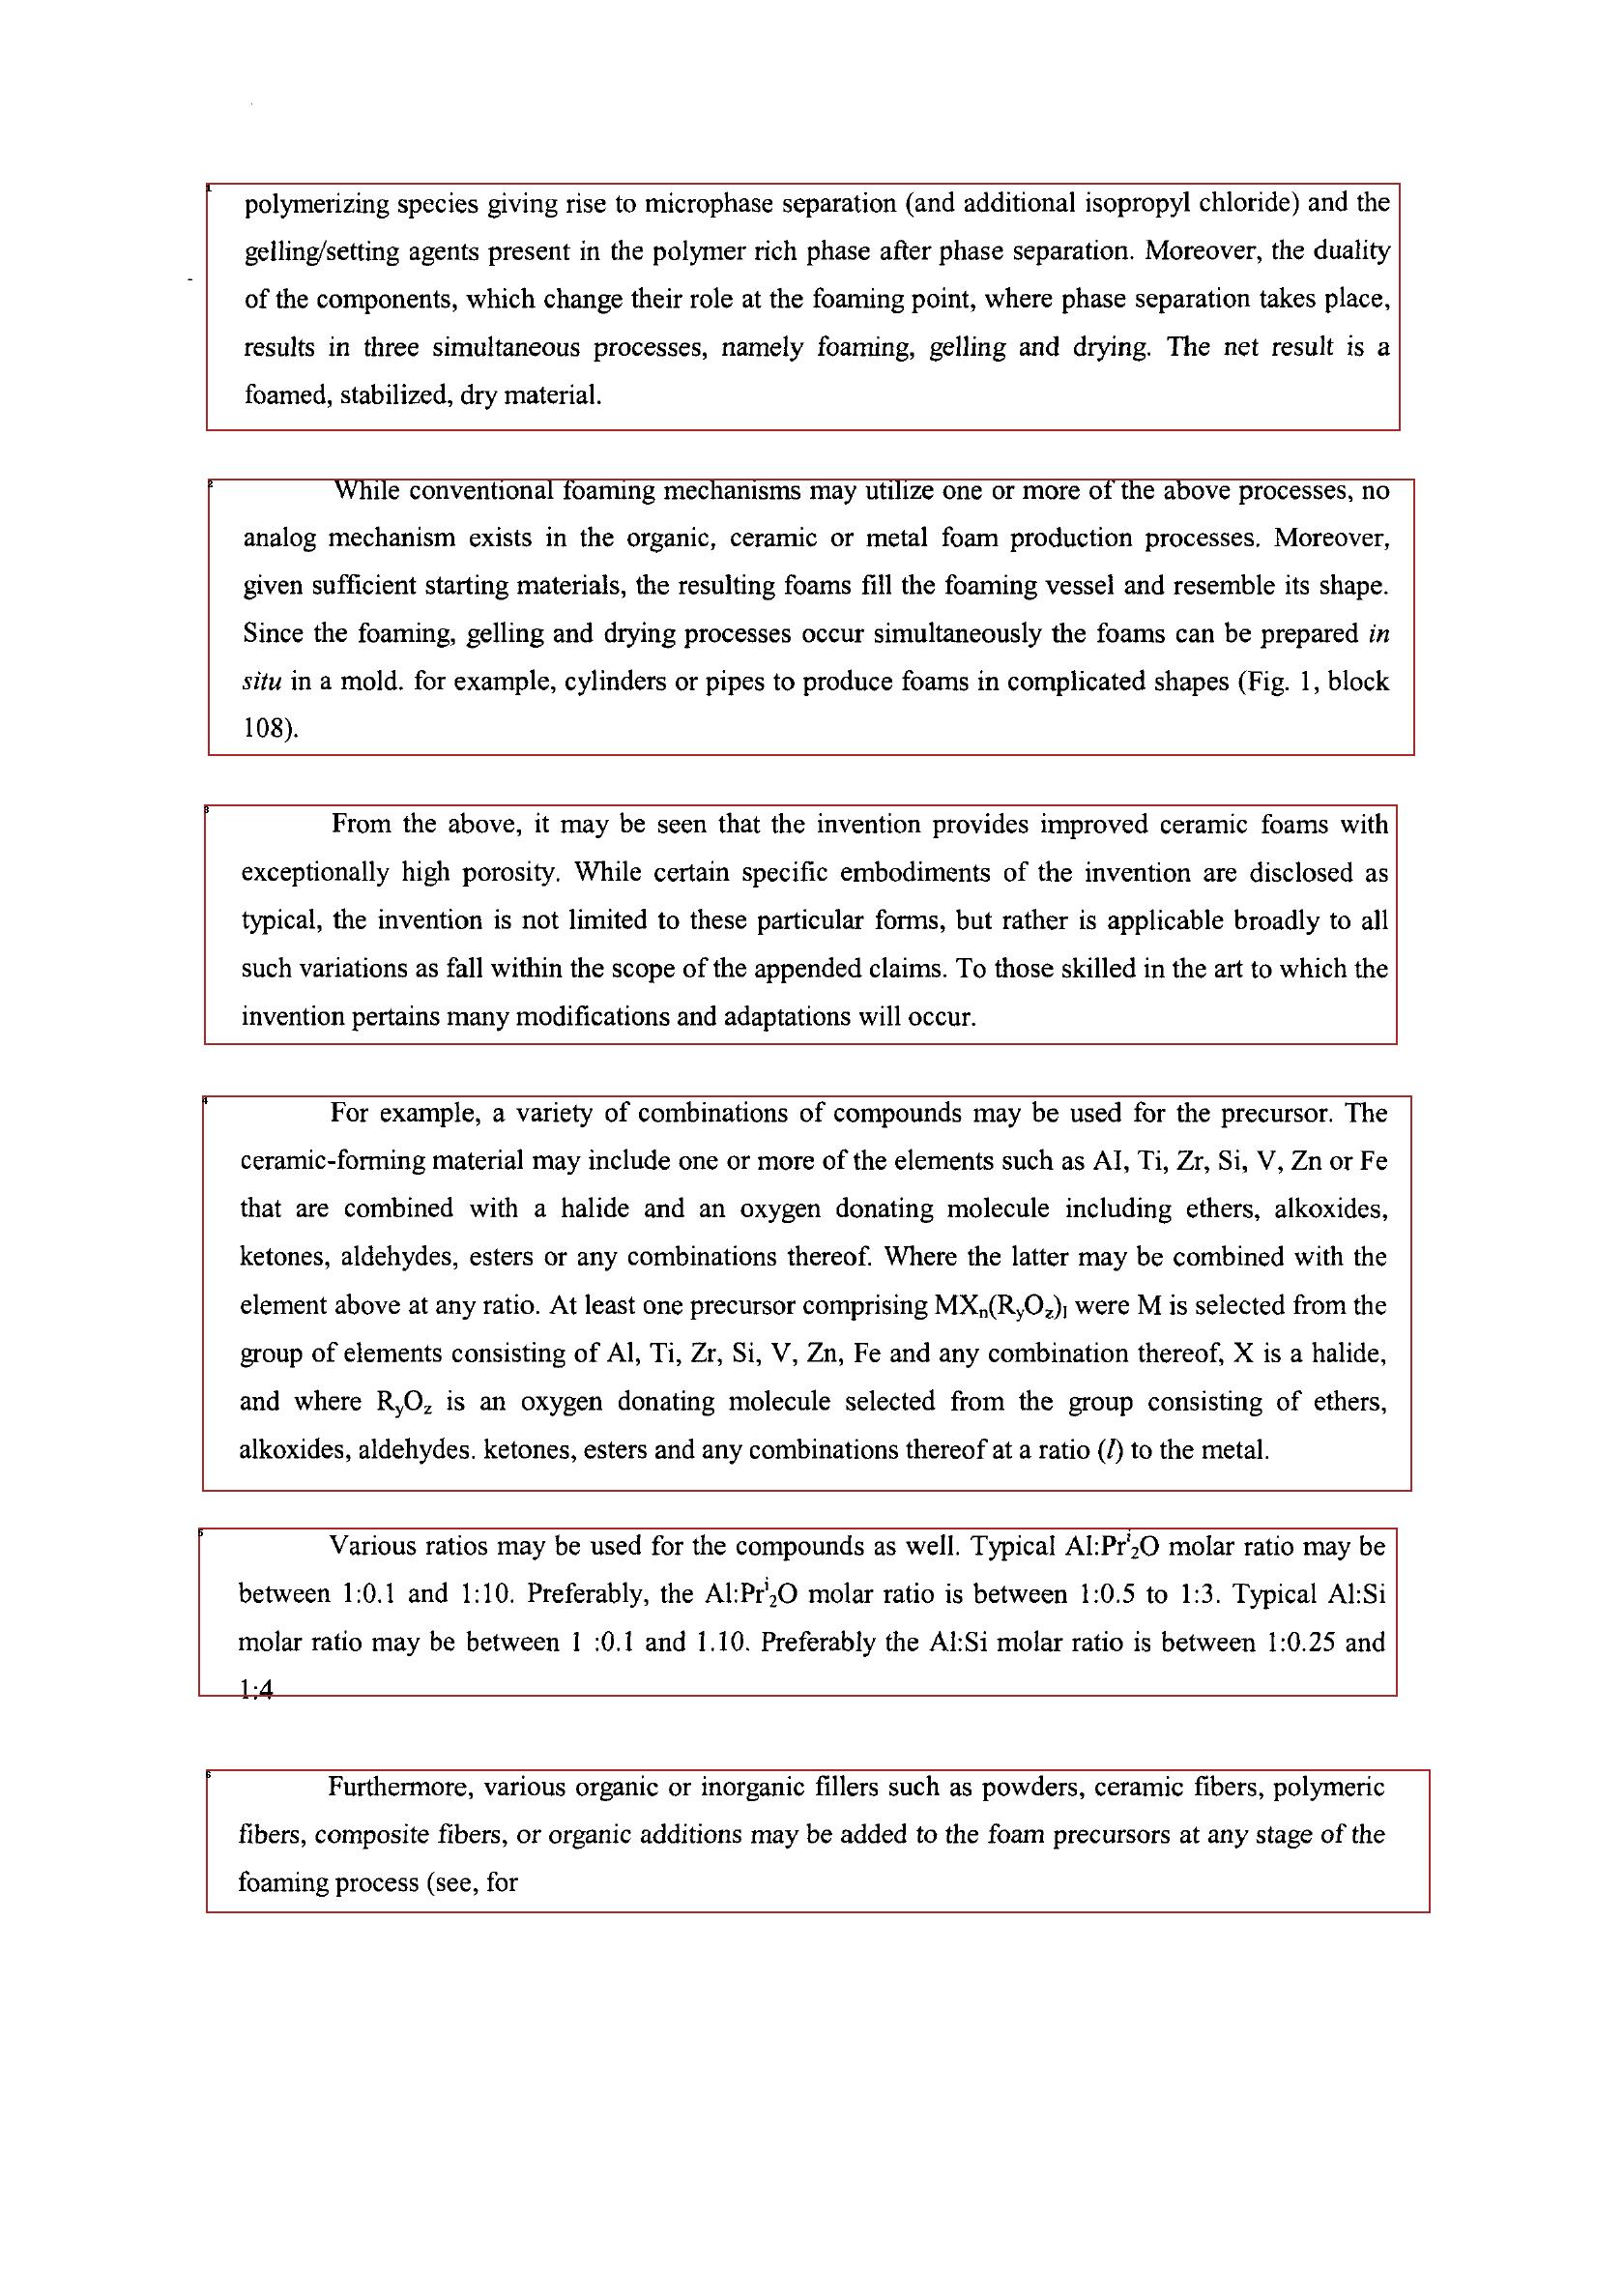 polymerizing species giving rise to microphase separation (and additional isopropyl chloride) and the
gelling/setting agents present in the polymer rich phase after phase separation. Moreover, the duality
of the components, which change their role at the foaming point, where phase separation takes place,
results in three simultaneous processes, namely foaming, gelling and drying. The net result is a
foamed, stabilized, dry material.
While conventional foaming mechanisms may utilize one or more of the above processes, no
analog mechanism exists in the organic, ceramic or metal foam production processes. Moreover,
given sufficient starting materials, the resulting foams fill the foaming vessel and resemble its shape.
Since the foaming, gelling and drying processes occur simultaneously the foams can be prepared in
situ in a mold. for example, cylinders or pipes to produce foams in complicated shapes (Fig. 1, block
108).
From the above, it may be seen that the invention provides improved ceramic foams with
exceptionally high porosity. While certain specific embodiments of the invention are disclosed as
typical, the invention is not limited to these particular forms, but rather is applicable broadly to all
such variations as fall within the scope of the appended claims. To those skilled in the art to which the
invention pertains many modifications and adaptations will occur.
For example, a variety of combinations of compounds may be used for the precursor. The
ceramic-forming material may include one or more of the elements such as AI, Ti, Zr, Si, V, Zn or Fe
that are combined with a halide and an oxygen donating molecule including ethers, alkoxides,
ketones, aldehydes, esters or any combinations thereof. Where the latter may be combined with the
element above at any ratio. At least one precursor comprising MXₙ(RyOz)ₗ were M is selected from the
group of elements consisting of Al, Ti, Zr, Si, V, Zn, Fe and any combination thereof, X is a halide,
and where RyOz is an oxygen donating molecule selected from the group consisting of ethers,
alkoxides, aldehydes. ketones, esters and any combinations thereof at a ratio (l) to the metal.
Various ratios may be used for the compounds as well. Typical Al:Prⁱ₂O molar ratio may be
between 1:0.1 and 1:10. Preferably, the Al:Prⁱ₂O molar ratio is between 1:0.5 to 1:3. Typical Al:Si
molar ratio may be between 1 :0.1 and 1.10. Preferably the Al:Si molar ratio is between 1:0.25 and
1:4
Furthermore, various organic or inorganic fillers such as powders, ceramic fibers, polymeric
fibers, composite fibers, or organic additions may be added to the foam precursors at any stage of the
foaming process (see, for